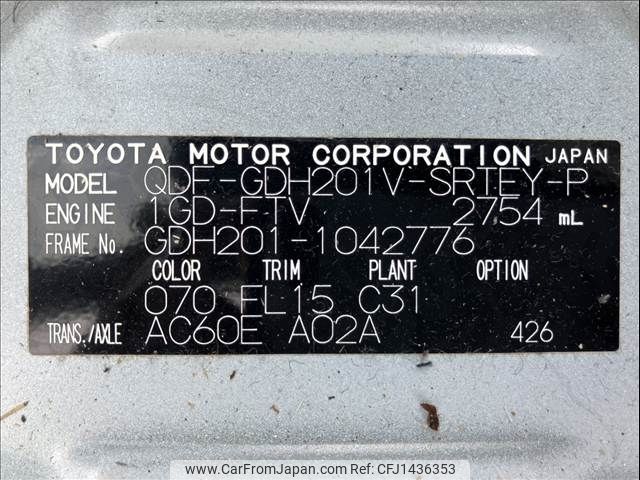 TOYOTA MOTOR CORPORATION JAPAN
MODEL QDF-GDH201V-SRTEY-P
ENGINE 1GD-FTV 2754 mL
FRAME No. GDH201-1042776
COLOR TRIM PLANT OPTION
070 FL15 C31
TRANS./AXLE AC60E A02A 426
www.CarFromJapan.com CFJ1436353